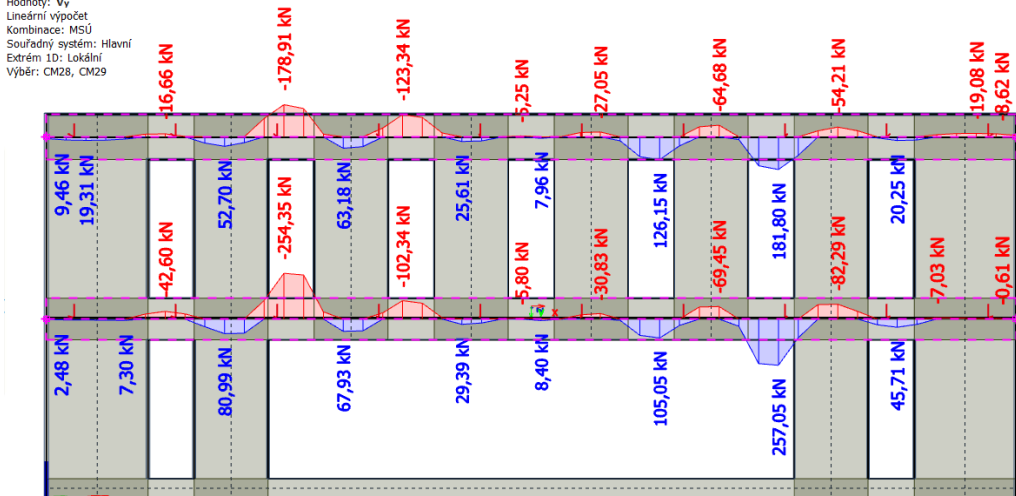 Hodnoty: Vy
Lineární výpočet
Kombinace: MSÚ
Souřadný systém: Hlavní
Extrém 1D: Lokální
Výběr: CM28, CM29
-16,66 kN
-178,91 kN
-123,34 kN
-5,25 kN
-27,05 kN
-64,68 kN
-54,21 kN
-19,08 kN
-8,62 kN
9,46 kN
19,31 kN
52,70 kN
63,18 kN
25,61 kN
7,96 kN
126,15 kN
181,80 kN
20,25 kN
-42,60 kN
-254,35 kN
-102,34 kN
-5,80 kN
-30,83 kN
-69,45 kN
-82,29 kN
-7,03 kN
-0,61 kN
x
2,48 kN
7,30 kN
80,99 kN
67,93 kN
29,39 kN
8,40 kN
105,05 kN
257,05 kN
45,71 kN